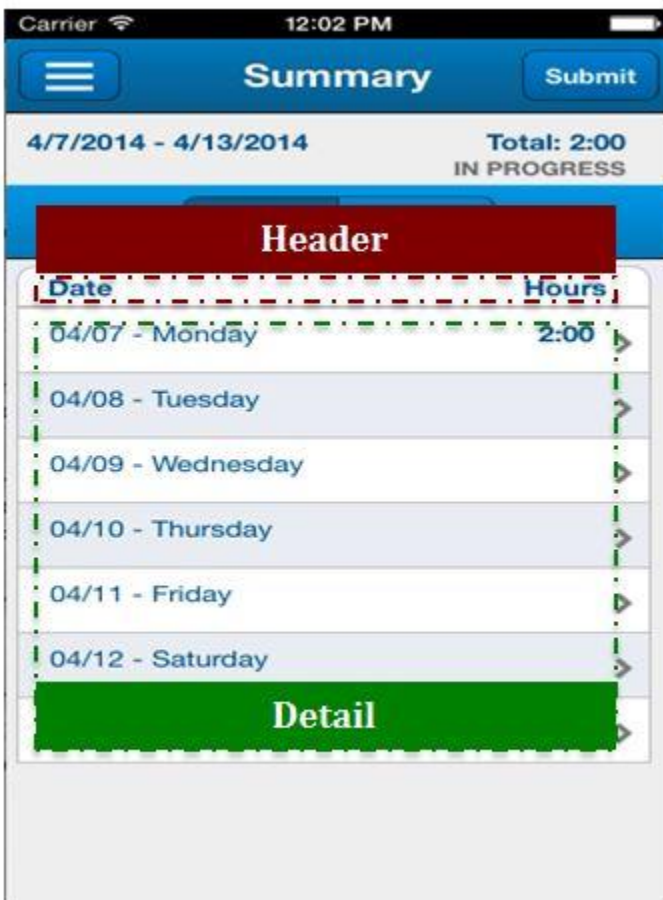 Carrier 12:02 PM
Summary Submit
4/7/2014 - 4/13/2014 Total: 2:00
IN PROGRESS
Header
Date Hours
04/07 - Monday 2:00
04/08 - Tuesday
04/09 - Wednesday
04/10 - Thursday
04/11 - Friday
04/12 - Saturday
Detail